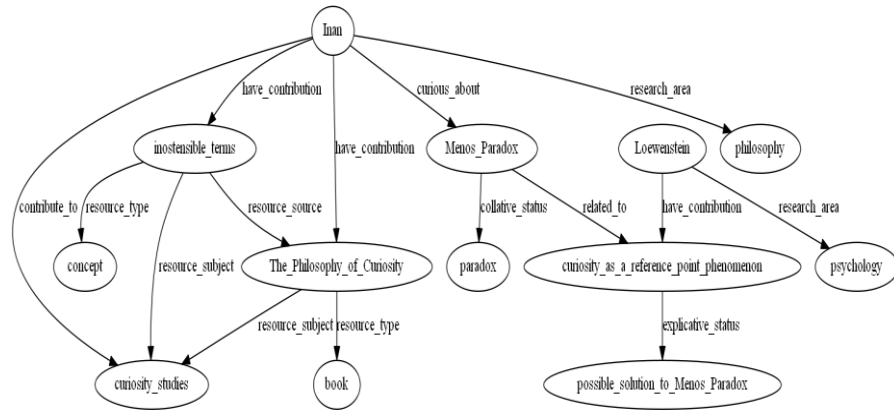 Inan
have_contribution
curious_about
research_area
inostensible_terms
have_contribution
Menos_Paradox
Loewenstein
philosophy
contribute_to
resource_type
resource_source
collative_status
related_to
have_contribution
research_area
concept
resource_subject
The_Philosophy_of_Curiosity
paradox
curiosity_as_a_reference_point_phenomenon
psychology
resource_subject
resource_type
explicative_status
curiosity_studies
book
possible_solution_to_Menos_Paradox